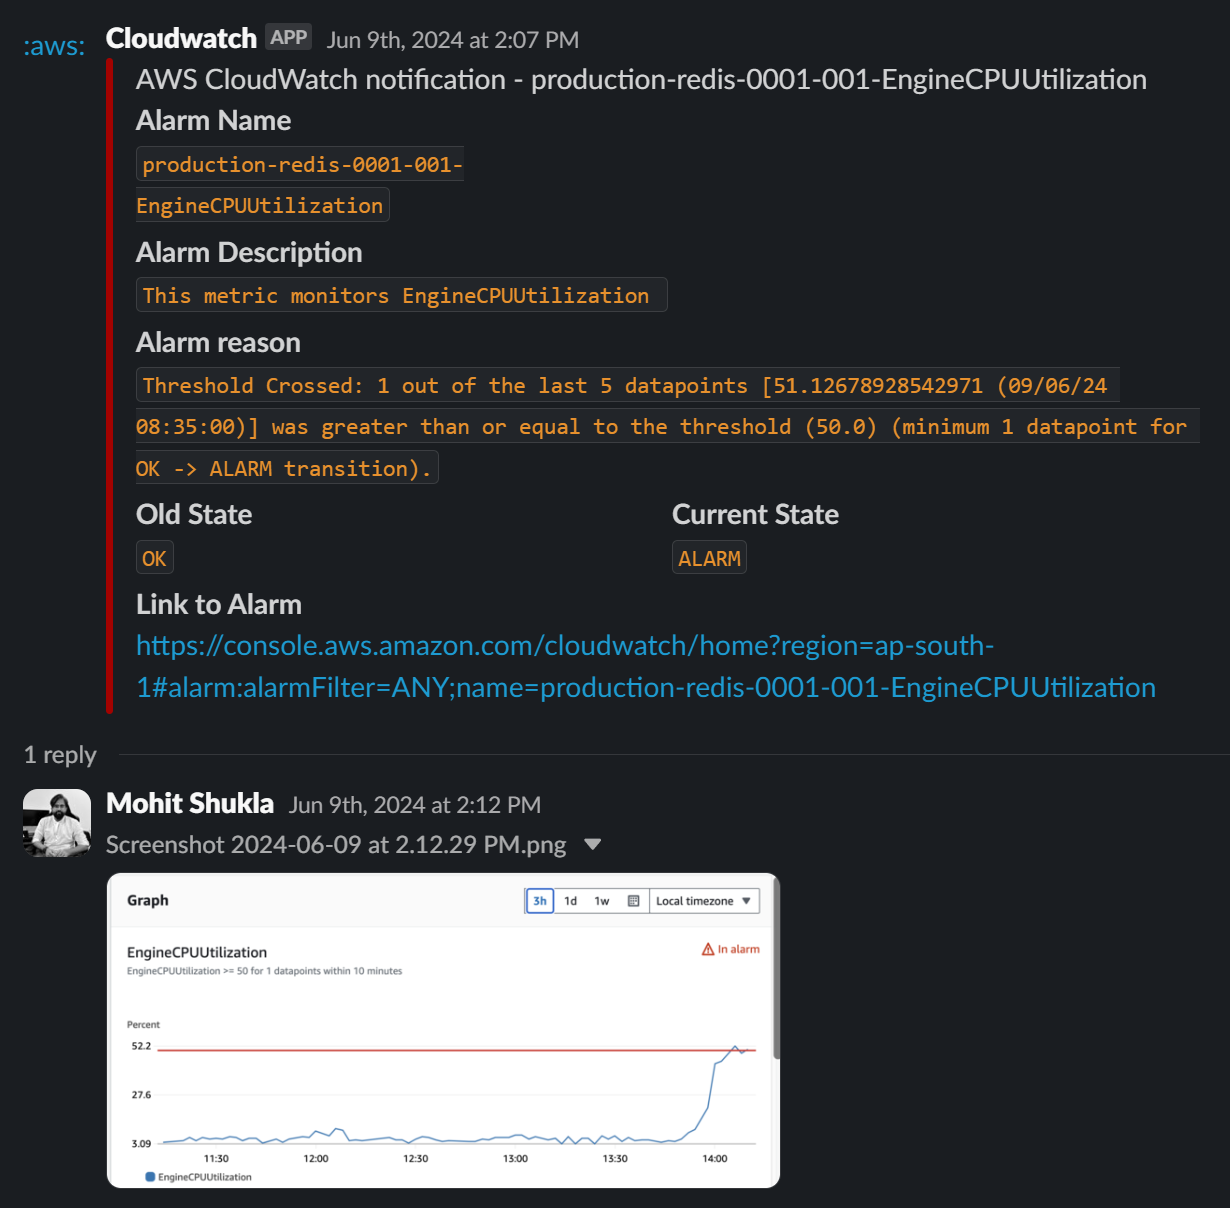 :aws: Cloudwatch APP Jun 9th, 2024 at 2:07 PM
AWS CloudWatch notification - production-redis-0001-001-EngineCPUUtilization
Alarm Name
production-redis-0001-001-
EngineCPUUtilization
Alarm Description
This metric monitors EngineCPUUtilization
Alarm reason
Threshold Crossed: 1 out of the last 5 datapoints [51.12678928542971 (09/06/24
08:35:00)] was greater than or equal to the threshold (50.0) (minimum 1 datapoint for
OK -> ALARM transition).
Old State Current State
OK ALARM
Link to Alarm
https://console.aws.amazon.com/cloudwatch/home?region=ap-south-
1#alarm:alarmFilter=ANY;name=production-redis-0001-001-EngineCPUUtilization
1 reply
Mohit Shukla Jun 9th, 2024 at 2:12 PM
Screenshot 2024-06-09 at 2.12.29 PM.png
Graph 3h 1d 1w Local timezone
EngineCPUUtilization In alarm
EngineCPUUtilization >= 50 for 1 datapoints within 10 minutes
Percent
52.2
27.6
3.09
11:30 12:00 12:30 13:00 13:30 14:00
EngineCPUUtilization